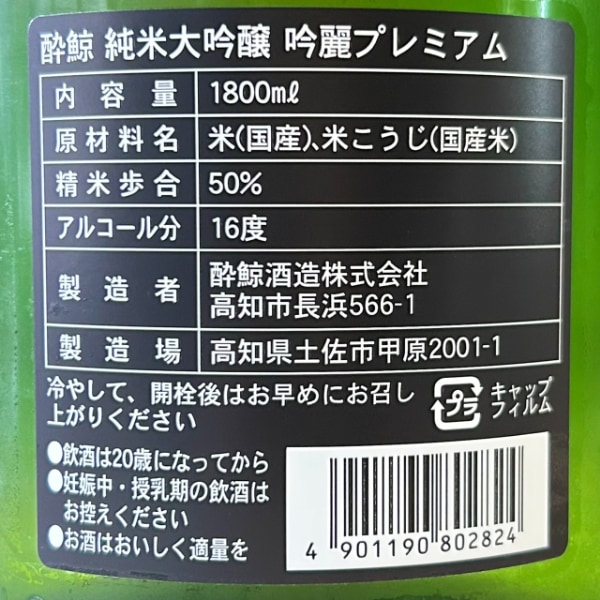 酔鯨 純米大吟醸 吟麗プレミアム
内容量 1800ml
原材料名 米(国産)、米こうじ(国産米)
精米歩合 50%
アルコール分 16度
製造者 酔鯨酒造株式会社
高知市長浜566-1
製造場 高知県土佐市甲原2001-1
冷やして、開栓後はお早めにお召し
上がりください
プラ
キャップ
フィルム
●飲酒は20歳になってから
●妊娠中・授乳期の飲酒は
お控えください
●お酒はおいしく適量を
4 901190 802824